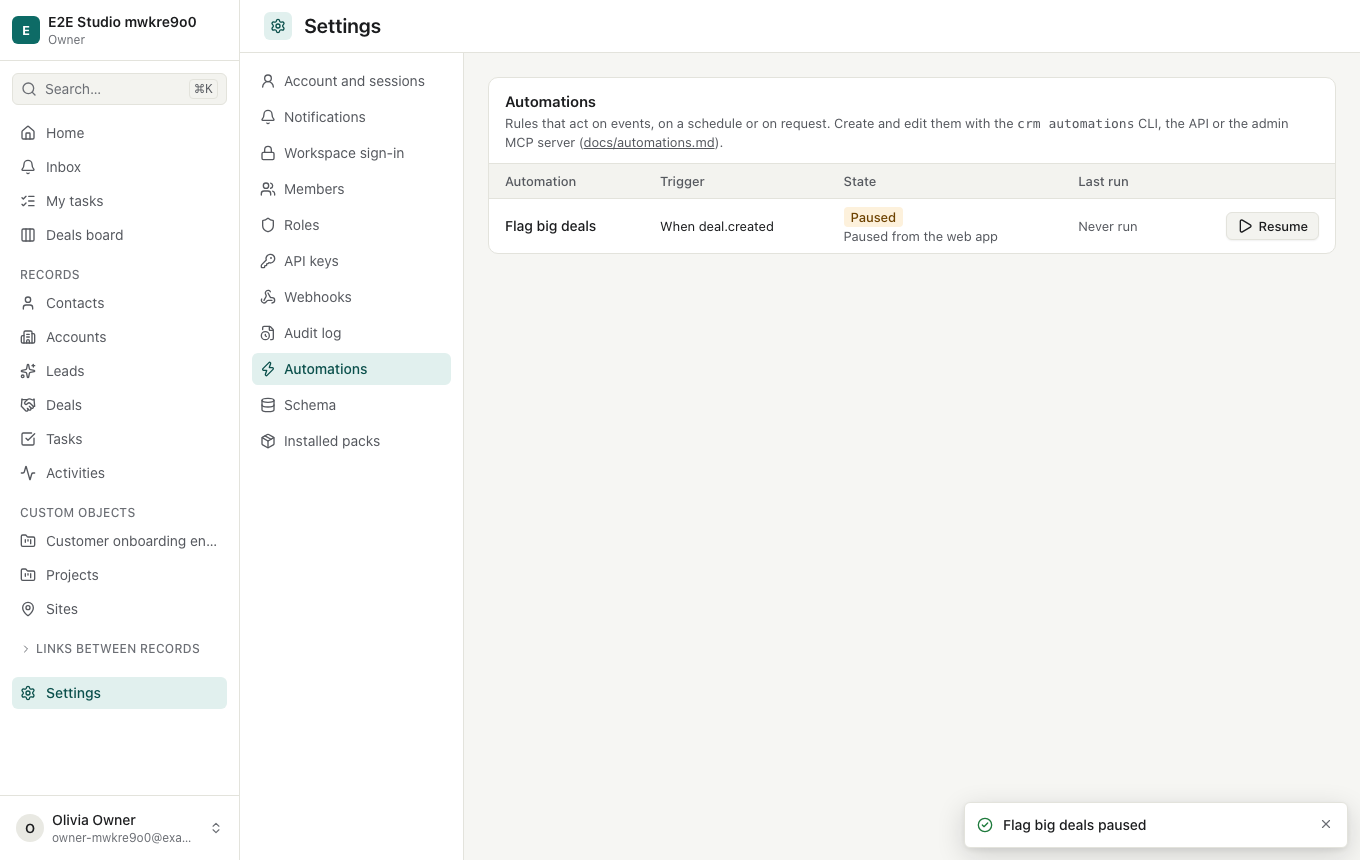 E
E2E Studio mwkre9o0
Owner
Search...
⌘K
Home
Inbox
My tasks
Deals board
RECORDS
Contacts
Accounts
Leads
Deals
Tasks
Activities
CUSTOM OBJECTS
Customer onboarding en...
Projects
Sites
LINKS BETWEEN RECORDS
Settings
O
Olivia Owner
owner-mwkre9o0@exa...
Settings
Account and sessions
Notifications
Workspace sign-in
Members
Roles
API keys
Webhooks
Audit log
Automations
Schema
Installed packs
Automations
Rules that act on events, on a schedule or on request. Create and edit them with the crm automations CLI, the API or the admin
MCP server (docs/automations.md).
Automation Trigger State Last run
Flag big deals When deal.created Paused Never run Resume
Paused from the web app
Flag big deals paused